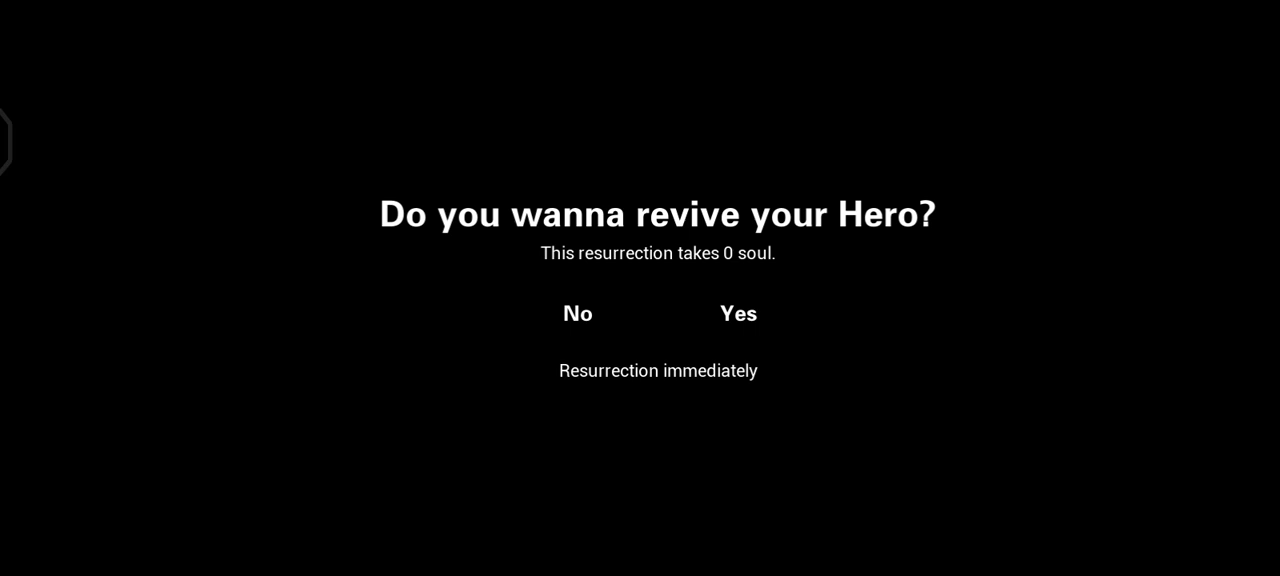 Do you wanna revive your Hero?
This resurrection takes 0 soul.
No Yes
Resurrection immediately